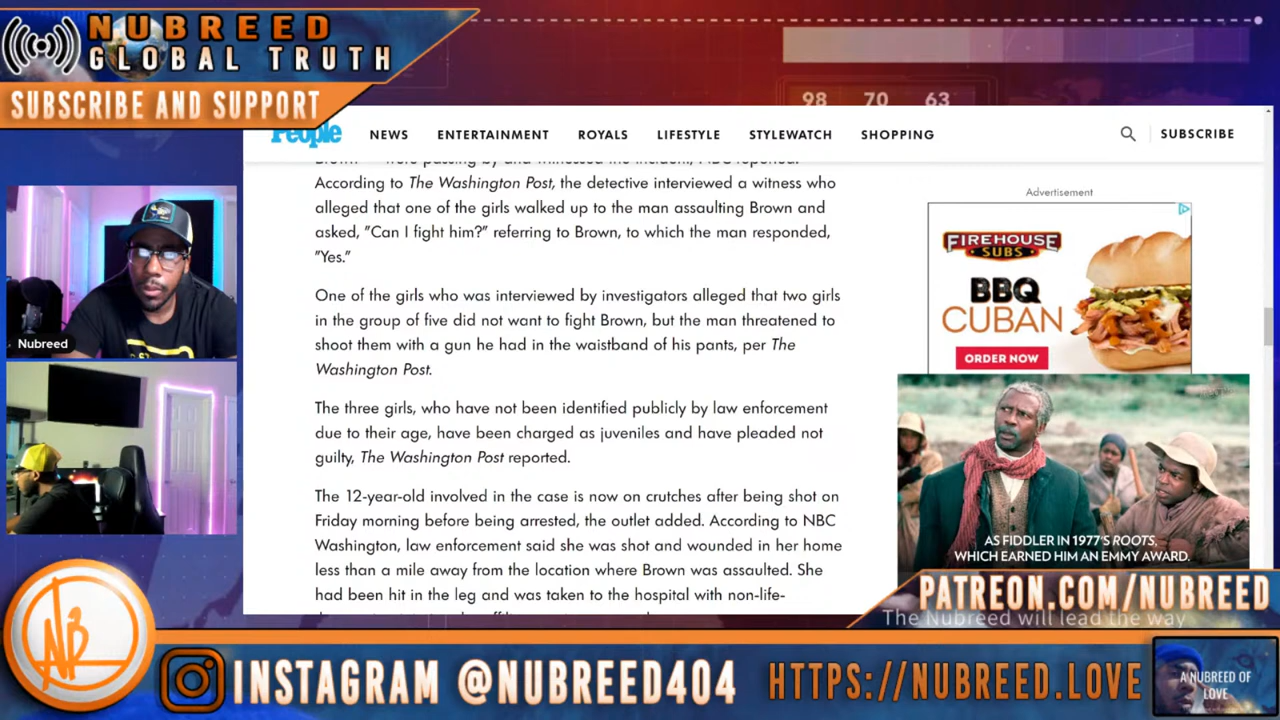 NUBREED
GLOBAL TRUTH
SUBSCRIBE AND SUPPORT
98 70 63
People
NEWS ENTERTAINMENT ROYALS LIFESTYLE STYLEWATCH SHOPPING
SUBSCRIBE
According to The Washington Post, the detective interviewed a witness who
alleged that one of the girls walked up to the man assaulting Brown and
asked, "Can I fight him?" referring to Brown, to which the man responded,
"Yes."
One of the girls who was interviewed by investigators alleged that two girls
in the group of five did not want to fight Brown, but the man threatened to
shoot them with a gun he had in the waistband of his pants, per The
Washington Post.
The three girls, who have not been identified publicly by law enforcement
due to their age, have been charged as juveniles and have pleaded not
guilty, The Washington Post reported.
The 12-year-old involved in the case is now on crutches after being shot on
Friday morning before being arrested, the outlet added. According to NBC
Washington, law enforcement said she was shot and wounded in her home
less than a mile away from the location where Brown was assaulted. She
had been hit in the leg and was taken to the hospital with non-life-
Advertisement
FIREHOUSE
SUBS
BBQ
CUBAN
ORDER NOW
AS FIDDLER IN 1977'S ROOTS,
WHICH EARNED HIM AN EMMY AWARD.
Nubreed
PATREON.COM/NUBREED
The Nubreed will lead the way
INSTAGRAM @NUBREED404
HTTPS://NUBREED.LOVE
A NUBREED OF
LOVE